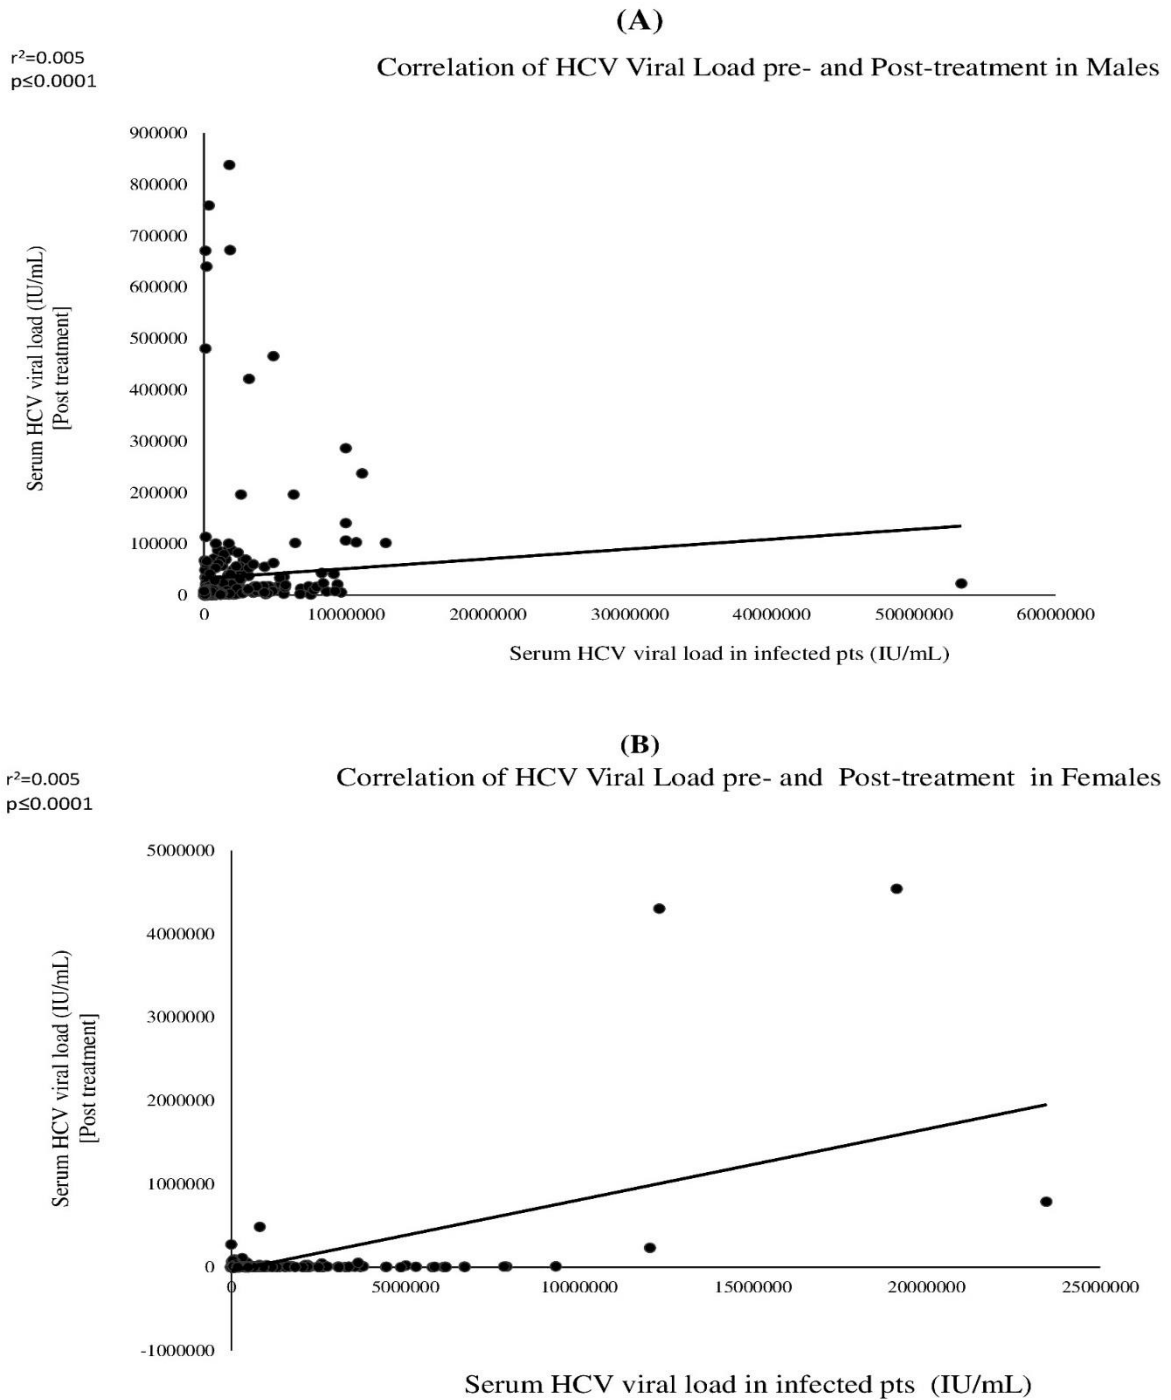 (A)
r²=0.005
p≤0.0001
Correlation of HCV Viral Load pre- and Post-treatment in Males
900000
800000
700000
600000
500000
400000
300000
200000
100000
0
Serum HCV viral load (IU/mL)
[Post treatment]
0 10000000 20000000 30000000 40000000 50000000 60000000
Serum HCV viral load in infected pts (IU/mL)
(B)
r²=0.005
p≤0.0001
Correlation of HCV Viral Load pre- and Post-treatment in Females
5000000
4000000
3000000
2000000
1000000
0
-1000000
Serum HCV viral load (IU/mL)
[Post treatment]
0 5000000 10000000 15000000 20000000 25000000
Serum HCV viral load in infected pts (IU/mL)